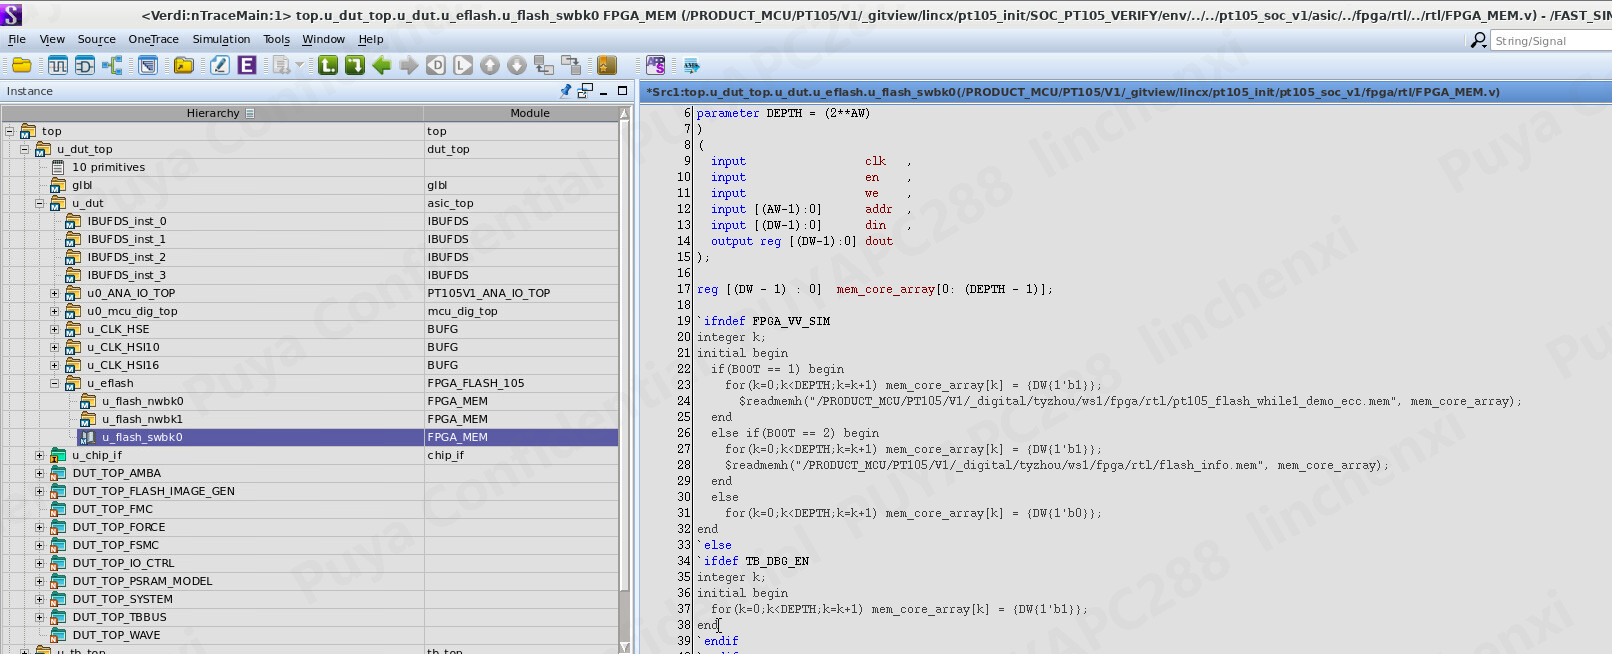 <Verdi:nTraceMain:1> top.u_dut_top.u_dut.u_eflash.u_flash_swbk0 FPGA_MEM (/PRODUCT_MCU/PT105/V1/_gitview/lincx/pt105_init/SOC_PT105_VERIFY/env/../../pt105_soc_v1/asic/../fpga/rtl/../rtl/FPGA_MEM.v) - /FAST_SIM
File View Source OneTrace Simulation Tools Window Help
String/Signal
Instance
*Src1:top.u_dut_top.u_dut.u_eflash.u_flash_swbk0(/PRODUCT_MCU/PT105/V1/_gitview/lincx/pt105_init/pt105_soc_v1/fpga/rtl/FPGA_MEM.v)
Hierarchy Module
top top
u_dut_top dut_top
10 primitives
glbl glbl
u_dut asic_top
IBUFDS_inst_0 IBUFDS
IBUFDS_inst_1 IBUFDS
IBUFDS_inst_2 IBUFDS
IBUFDS_inst_3 IBUFDS
u0_ANA_IO_TOP PT105V1_ANA_IO_TOP
u0_mcu_dig_top mcu_dig_top
u_CLK_HSE BUFG
u_CLK_HSI10 BUFG
u_CLK_HSI16 BUFG
u_eflash FPGA_FLASH_105
u_flash_nwbk0 FPGA_MEM
u_flash_nwbk1 FPGA_MEM
u_flash_swbk0 FPGA_MEM
u_chip_if chip_if
DUT_TOP_AMBA
DUT_TOP_FLASH_IMAGE_GEN
DUT_TOP_FMC
DUT_TOP_FORCE
DUT_TOP_FSMC
DUT_TOP_IO_CTRL
DUT_TOP_PSRAM_MODEL
DUT_TOP_SYSTEM
DUT_TOP_TBBUS
DUT_TOP_WAVE
u_tb_top tb_top
6 parameter DEPTH = (2**AW)
7 )
8 (
9 input clk ,
10 input en ,
11 input we ,
12 input [(AW-1):0] addr ,
13 input [(DW-1):0] din ,
14 output reg [(DW-1):0] dout
15 );
16
17 reg [(DW - 1) : 0] mem_core_array[0: (DEPTH - 1)];
18
19 `ifndef FPGA_VV_SIM
20 integer k;
21 initial begin
22 if(BOOT == 1) begin
23 for(k=0;k<DEPTH;k=k+1) mem_core_array[k] = {DW{1'b1}};
24 $readmemh("/PRODUCT_MCU/PT105/V1/_digital/tyzhou/ws1/fpga/rtl/pt105_flash_while1_demo_ecc.mem", mem_core_array);
25 end
26 else if(BOOT == 2) begin
27 for(k=0;k<DEPTH;k=k+1) mem_core_array[k] = {DW{1'b1}};
28 $readmemh("/PRODUCT_MCU/PT105/V1/_digital/tyzhou/ws1/fpga/rtl/flash_info.mem", mem_core_array);
29 end
30 else
31 for(k=0;k<DEPTH;k=k+1) mem_core_array[k] = {DW{1'b0}};
32 end
33 `else
34 `ifdef TB_DBG_EN
35 integer k;
36 initial begin
37 for(k=0;k<DEPTH;k=k+1) mem_core_array[k] = {DW{1'b1}};
38 end
39 `endif
Puya Confidential PUYAPC288 linchenxi